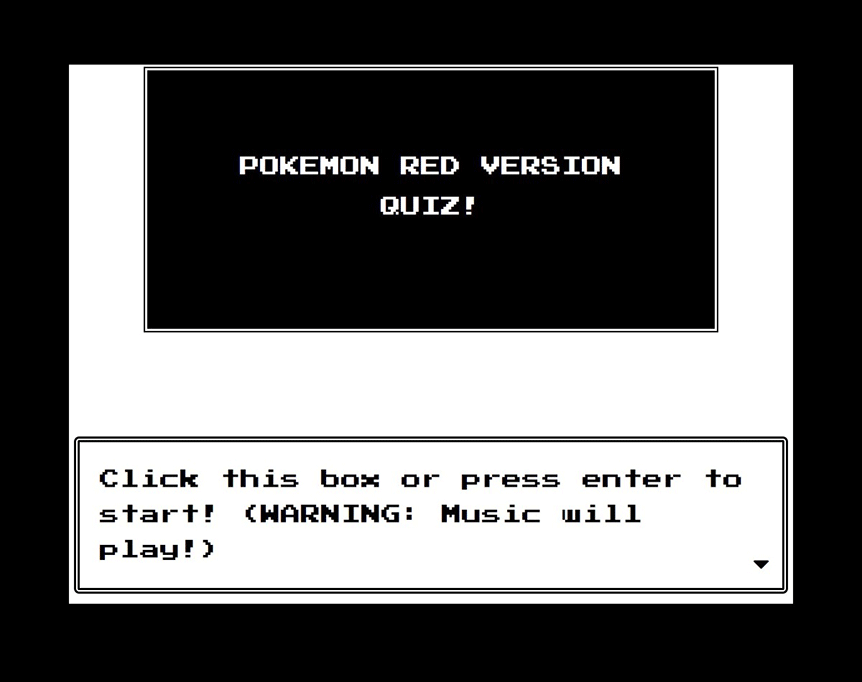 POKEMON RED VERSION
QUIZ!
Click this box or press enter to
start! (WARNING: Music will
play!)